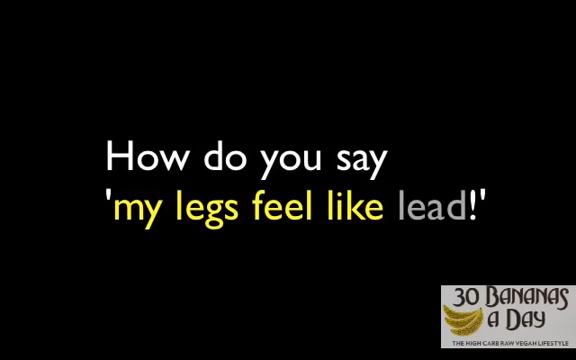 How do you say
'my legs feel like lead!'
30 BANANAS
A DAY
THE HIGH CARB RAW VEGAN LIFESTYLE